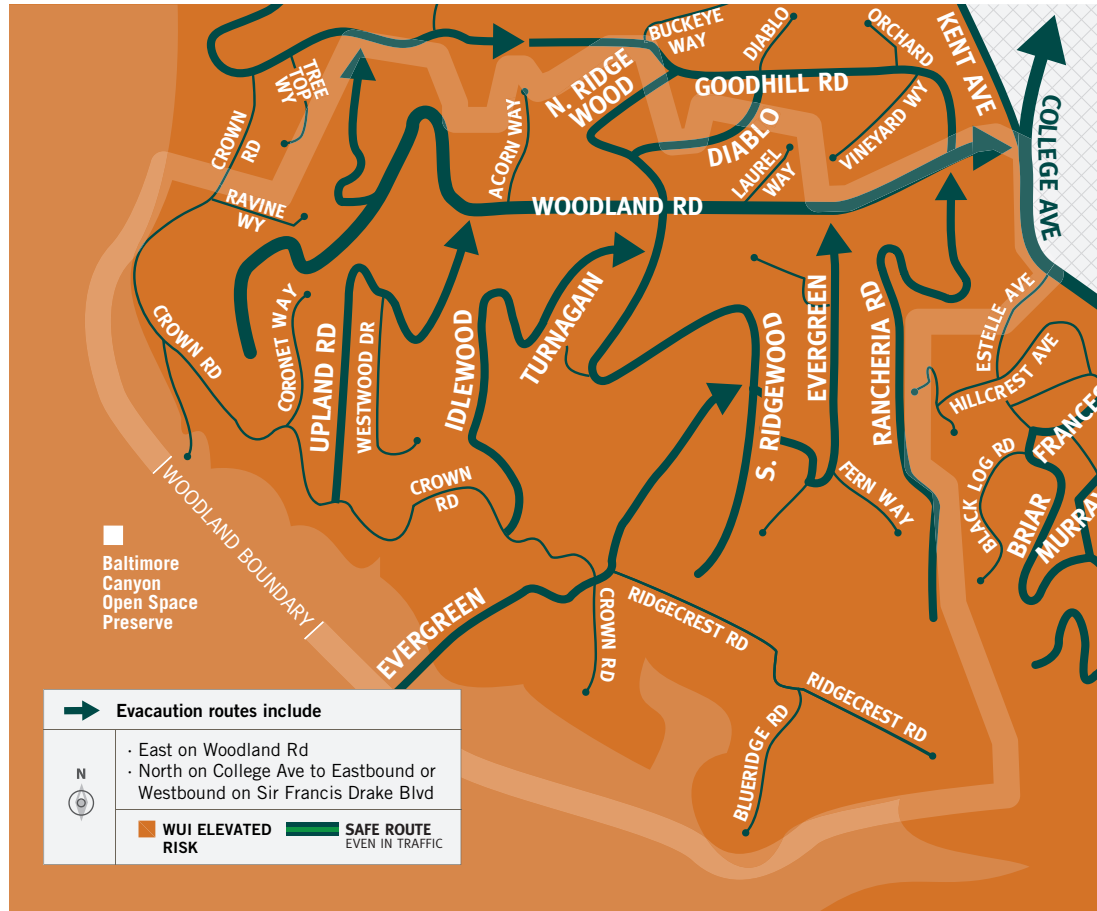 BUCKEYE
WAY
DIABLO
ORCHARD
KENT AVE
TREE
TOP
WY
N. RIDGE
WOOD
GOODHILL RD
COLLEGE AVE
CROWN
RD
ACORN WAY
DIABLO
VINEYARD WY
LAUREL
WAY
RAVINE
WY
WOODLAND RD
CROWN RD
CORONET WAY
UPLAND RD
WESTWOOD DR
IDLEWOOD
TURNAGAIN
S. RIDGEWOOD
EVERGREEN
RANCHERIA RD
ESTELLE AVE
HILLCREST AVE
FRANCES
BLACK LOG RD
BRIAR
MURRAY
FERN WAY
CROWN
RD
WOODLAND BOUNDARY
Baltimore
Canyon
Open Space
Preserve
EVERGREEN
CROWN RD
RIDGECREST RD
RIDGECREST RD
BLUERIDGE RD
Evacaution routes include
N
· East on Woodland Rd
· North on College Ave to Eastbound or
Westbound on Sir Francis Drake Blvd
WUI ELEVATED
RISK
SAFE ROUTE
EVEN IN TRAFFIC